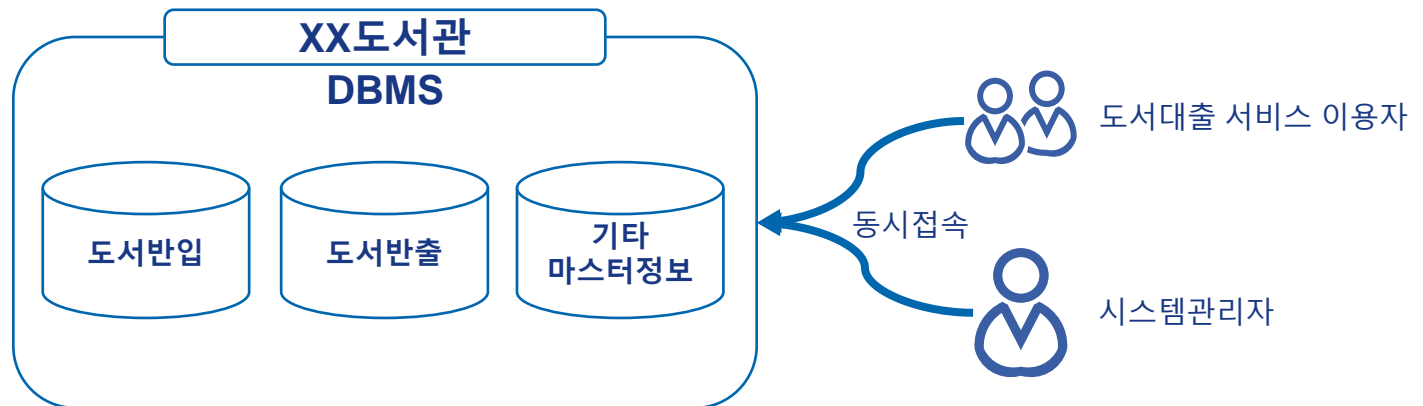 XX도서관
DBMS
도서반입
도서반출
기타
마스터정보
도서대출 서비스 이용자
동시접속
시스템관리자